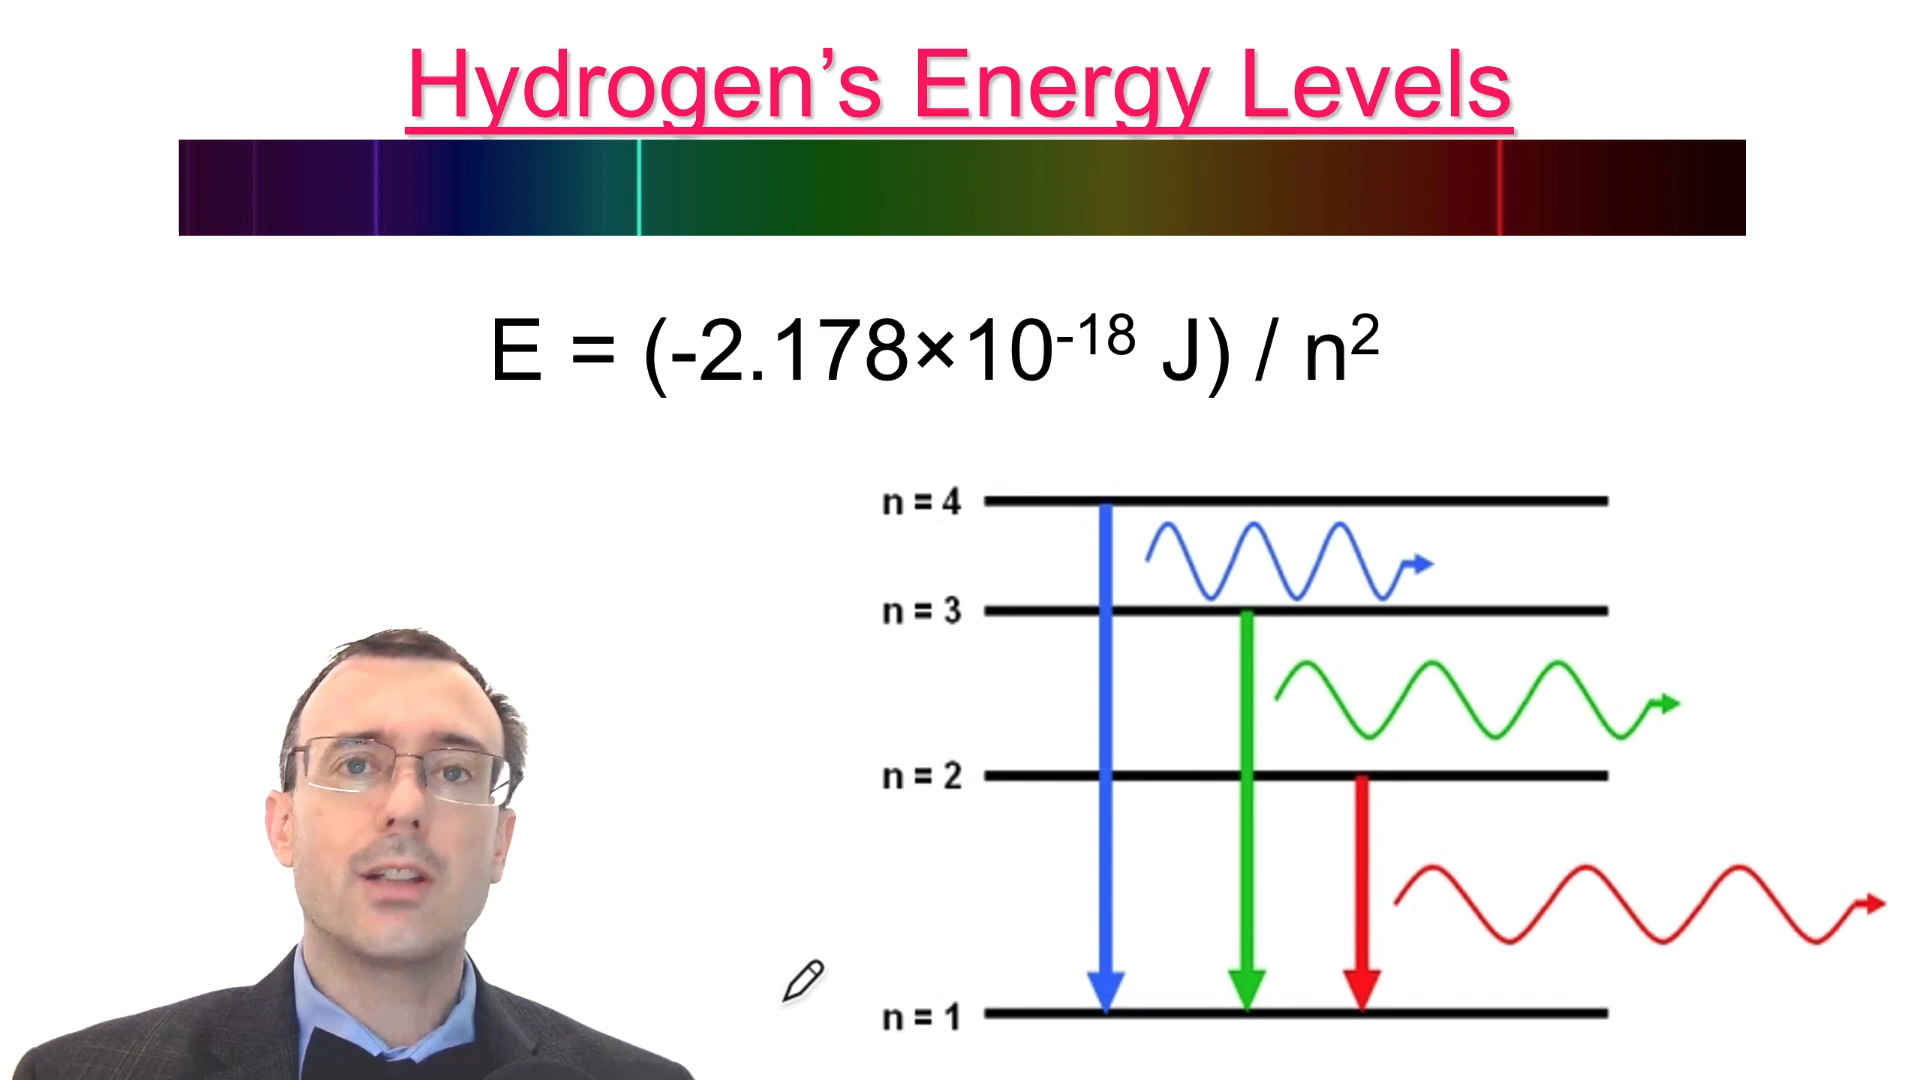 Hydrogen’s Energy Levels
E = (-2.178×10⁻¹⁸ J) / n²
n = 4
n = 3
n = 2
n = 1